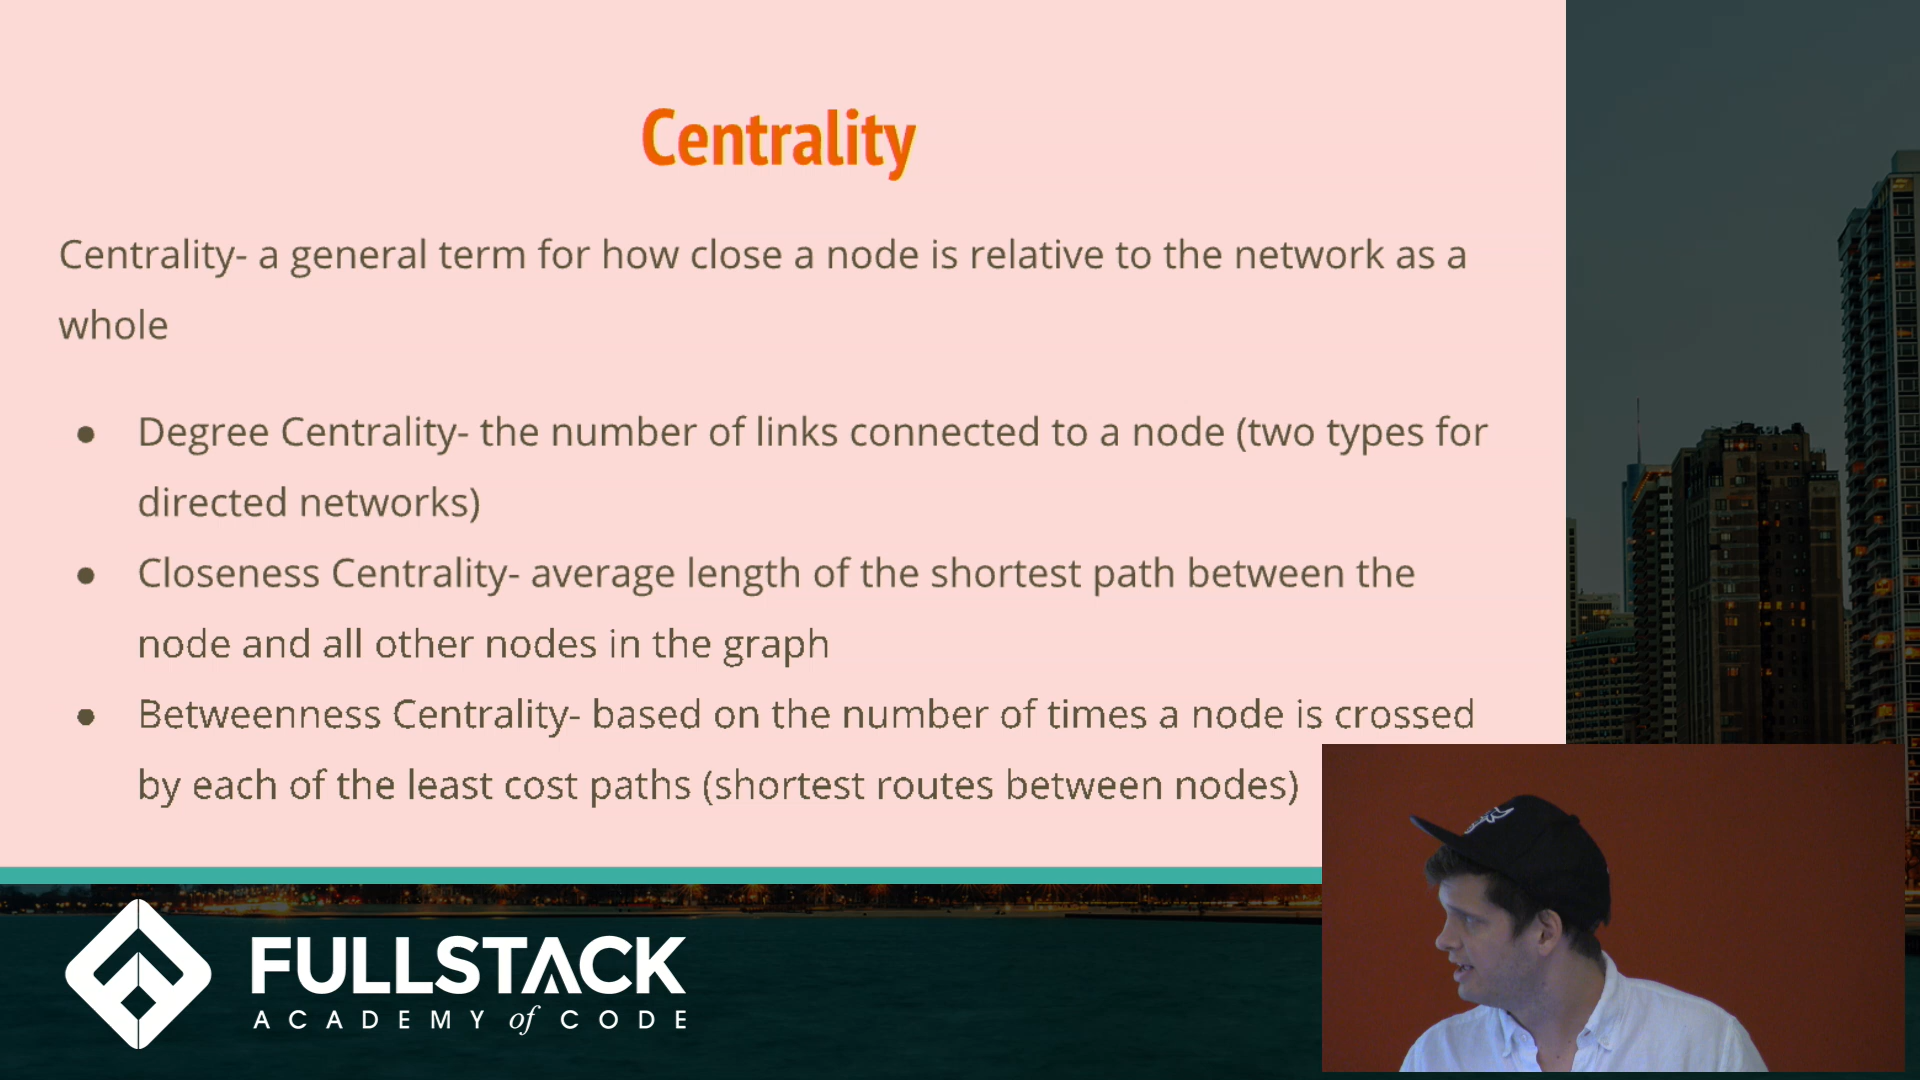 Centrality
Centrality- a general term for how close a node is relative to the network as a
whole
● Degree Centrality- the number of links connected to a node (two types for
directed networks)
● Closeness Centrality- average length of the shortest path between the
node and all other nodes in the graph
● Betweenness Centrality- based on the number of times a node is crossed
by each of the least cost paths (shortest routes between nodes)
FULLSTACK
ACADEMY of CODE